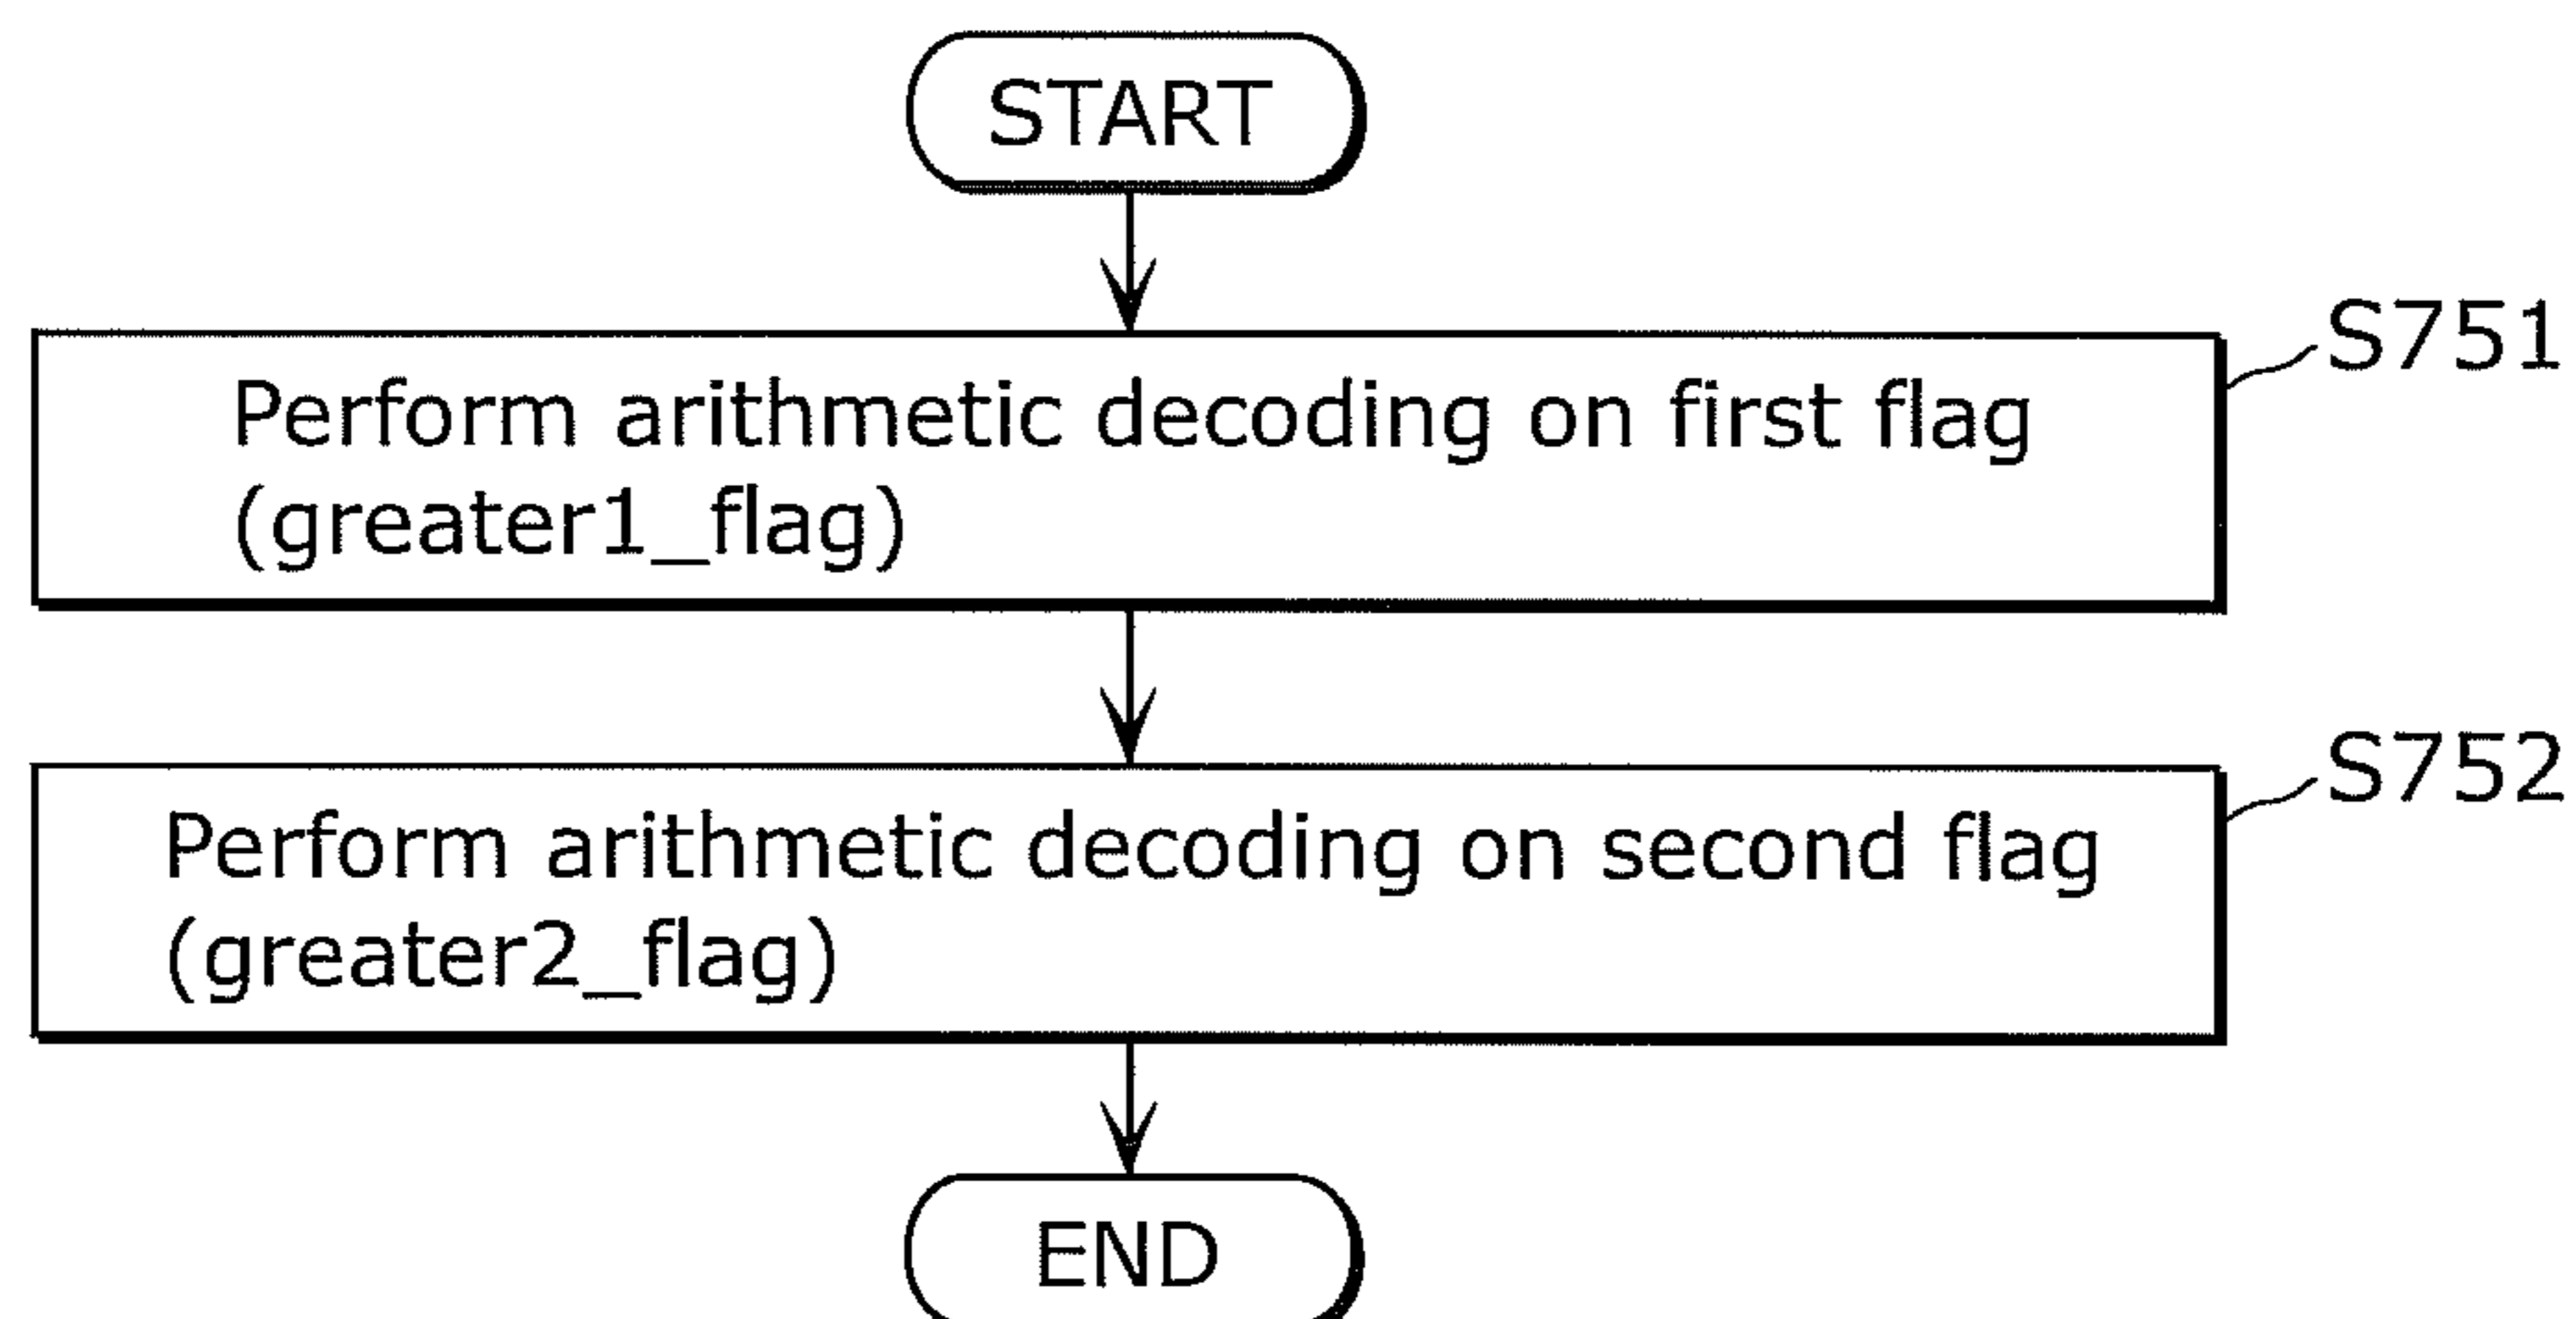 START
S751
Perform arithmetic decoding on first flag
(greater1_flag)
S752
Perform arithmetic decoding on second flag
(greater2_flag)
END